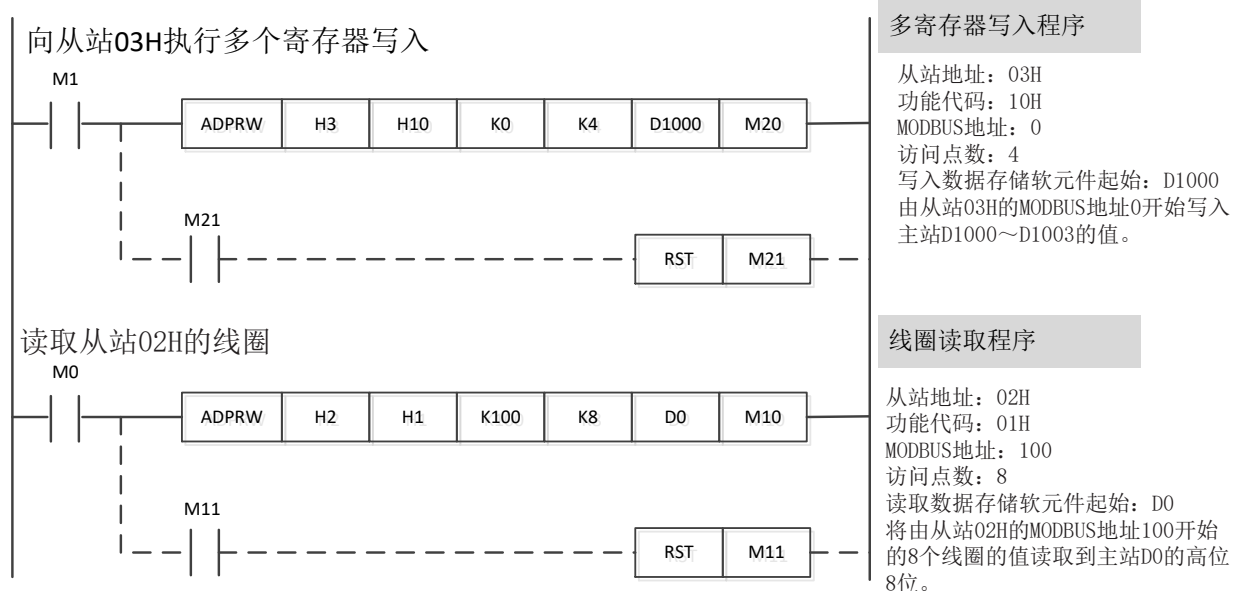 向从站03H执行多个寄存器写入
M1
ADPRW H3 H10 K0 K4 D1000 M20
M21
RST M21
多寄存器写入程序
从站地址：03H
功能代码：10H
MODBUS地址：0
访问点数：4
写入数据存储软元件起始：D1000
由从站03H的MODBUS地址0开始写入
主站D1000～D1003的值。
读取从站02H的线圈
M0
ADPRW H2 H1 K100 K8 D0 M10
M11
RST M11
线圈读取程序
从站地址：02H
功能代码：01H
MODBUS地址：100
访问点数：8
读取数据存储软元件起始：D0
将由从站02H的MODBUS地址100开始
的8个线圈的值读取到主站D0的高位
8位。